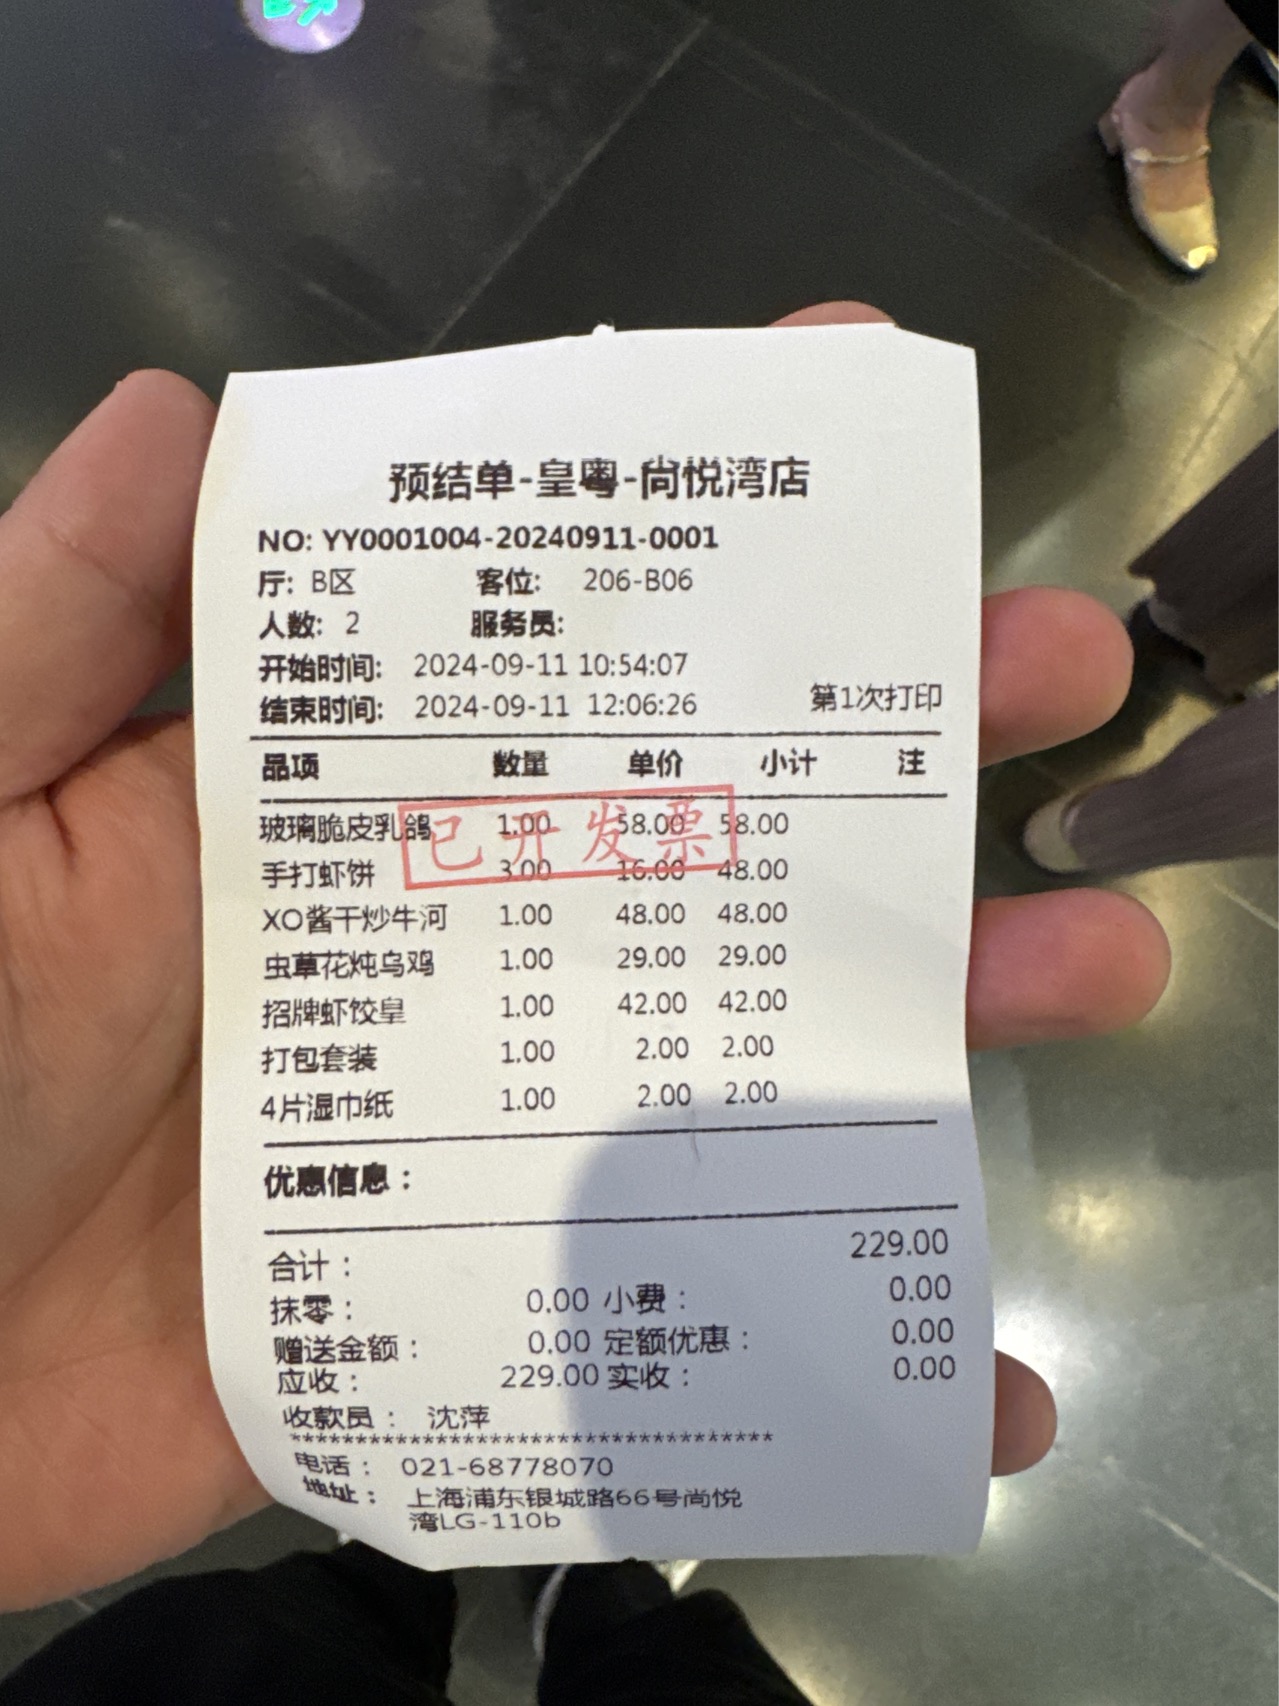 预结单-皇粤-尚悦湾店
NO: YY0001004-20240911-0001
厅: B区 客位: 206-B06
人数: 2 服务员:
开始时间: 2024-09-11 10:54:07
结束时间: 2024-09-11 12:06:26 第1次打印
品项 数量 单价 小计 注
玻璃脆皮乳鸽 1.00 58.00 58.00
已开发票
手打虾饼 3.00 16.00 48.00
XO酱干炒牛河 1.00 48.00 48.00
虫草花炖乌鸡 1.00 29.00 29.00
招牌虾饺皇 1.00 42.00 42.00
打包套装 1.00 2.00 2.00
4片湿巾纸 1.00 2.00 2.00
优惠信息：
合计： 229.00
抹零： 0.00 小费： 0.00
赠送金额： 0.00 定额优惠： 0.00
应收： 229.00 实收： 0.00
收款员： 沈萍
*************************************
电话： 021-68778070
地址： 上海浦东银城路66号尚悦
湾LG-110b